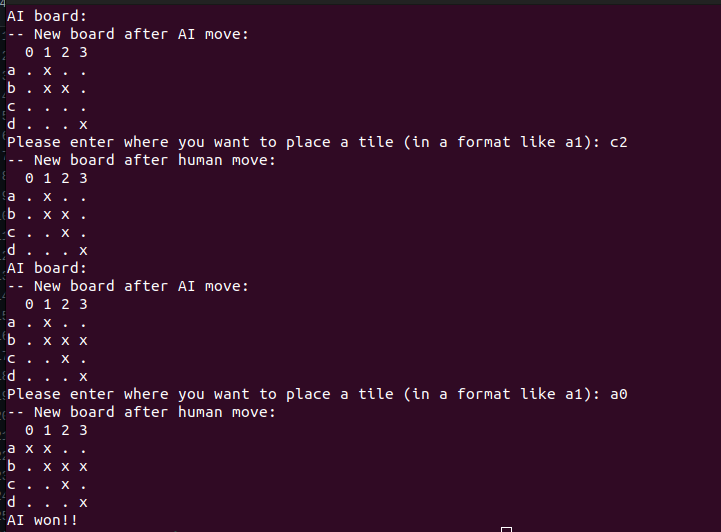 AI board:
-- New board after AI move:
  0 1 2 3
a . x . .
b . x x .
c . . . .
d . . . x
Please enter where you want to place a tile (in a format like a1): c2
-- New board after human move:
  0 1 2 3
a . x . .
b . x x .
c . . x .
d . . . x
AI board:
-- New board after AI move:
  0 1 2 3
a . x . .
b . x x x
c . . x .
d . . . x
Please enter where you want to place a tile (in a format like a1): a0
-- New board after human move:
  0 1 2 3
a x x . .
b . x x x
c . . x .
d . . . x
AI won!!